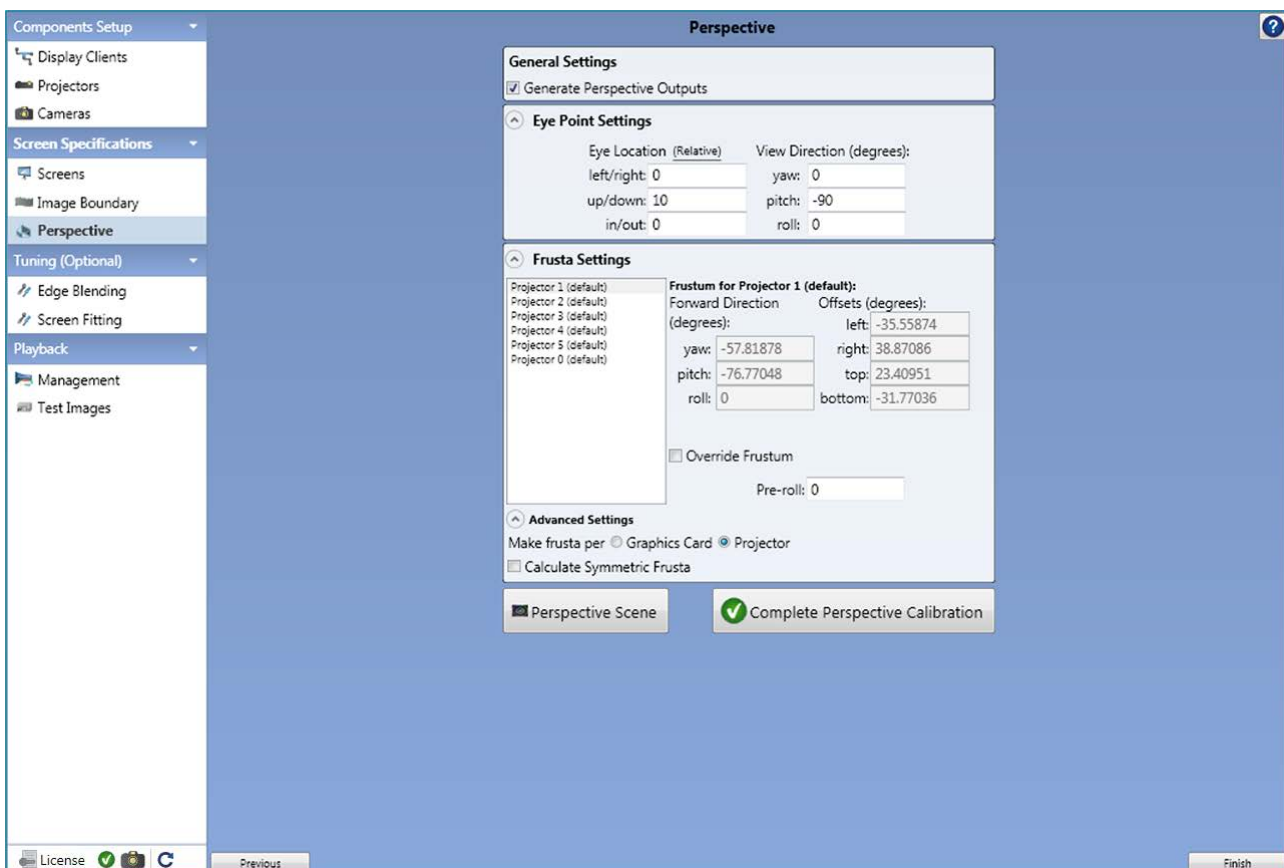 Components Setup
Display Clients
Projectors
Cameras
Screen Specifications
Screens
Image Boundary
Perspective
Tuning (Optional)
Edge Blending
Screen Fitting
Playback
Management
Test Images
License
Perspective
?
General Settings
Generate Perspective Outputs
Eye Point Settings
Eye Location (Relative) View Direction (degrees):
left/right: 0 yaw: 0
up/down: 10 pitch: -90
in/out: 0 roll: 0
Frusta Settings
Projector 1 (default)
Projector 2 (default)
Projector 3 (default)
Projector 4 (default)
Projector 5 (default)
Projector 0 (default)
Frustum for Projector 1 (default):
Forward Direction Offsets (degrees):
(degrees): left: -35.55874
yaw: -57.81878 right: 38.87086
pitch: -76.77048 top: 23.40951
roll: 0 bottom: -31.77036
Override Frustum
Pre-roll: 0
Advanced Settings
Make frusta per Graphics Card Projector
Calculate Symmetric Frusta
Perspective Scene Complete Perspective Calibration
Previous Finish